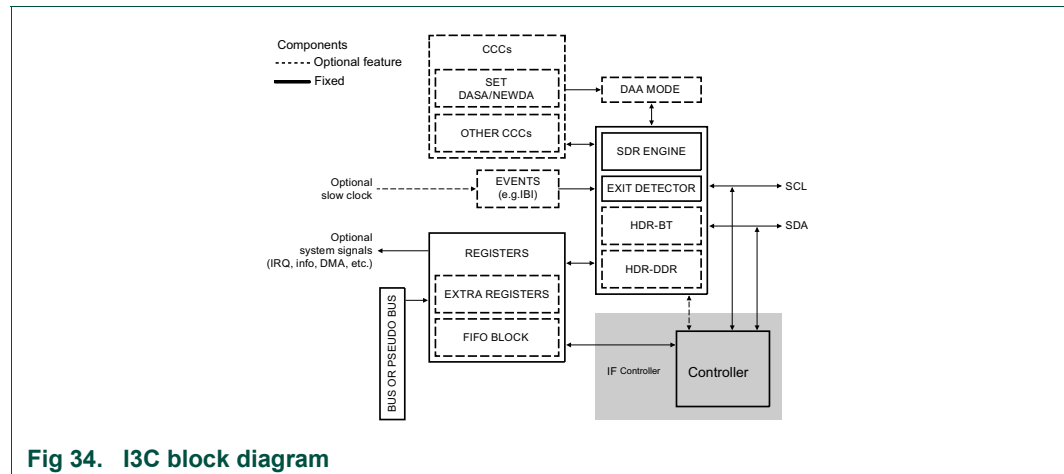 Components
Optional feature
Fixed
CCCs
SET
DASA/NEWDA
OTHER CCCs
DAA MODE
SDR ENGINE
EXIT DETECTOR
HDR-BT
HDR-DDR
SCL
SDA
Optional
slow clock
EVENTS
(e.g.IBI)
Optional
system signals
(IRQ, info, DMA, etc.)
REGISTERS
EXTRA REGISTERS
FIFO BLOCK
BUS OR PSEUDO BUS
IF Controller
Controller
Fig 34. I3C block diagram